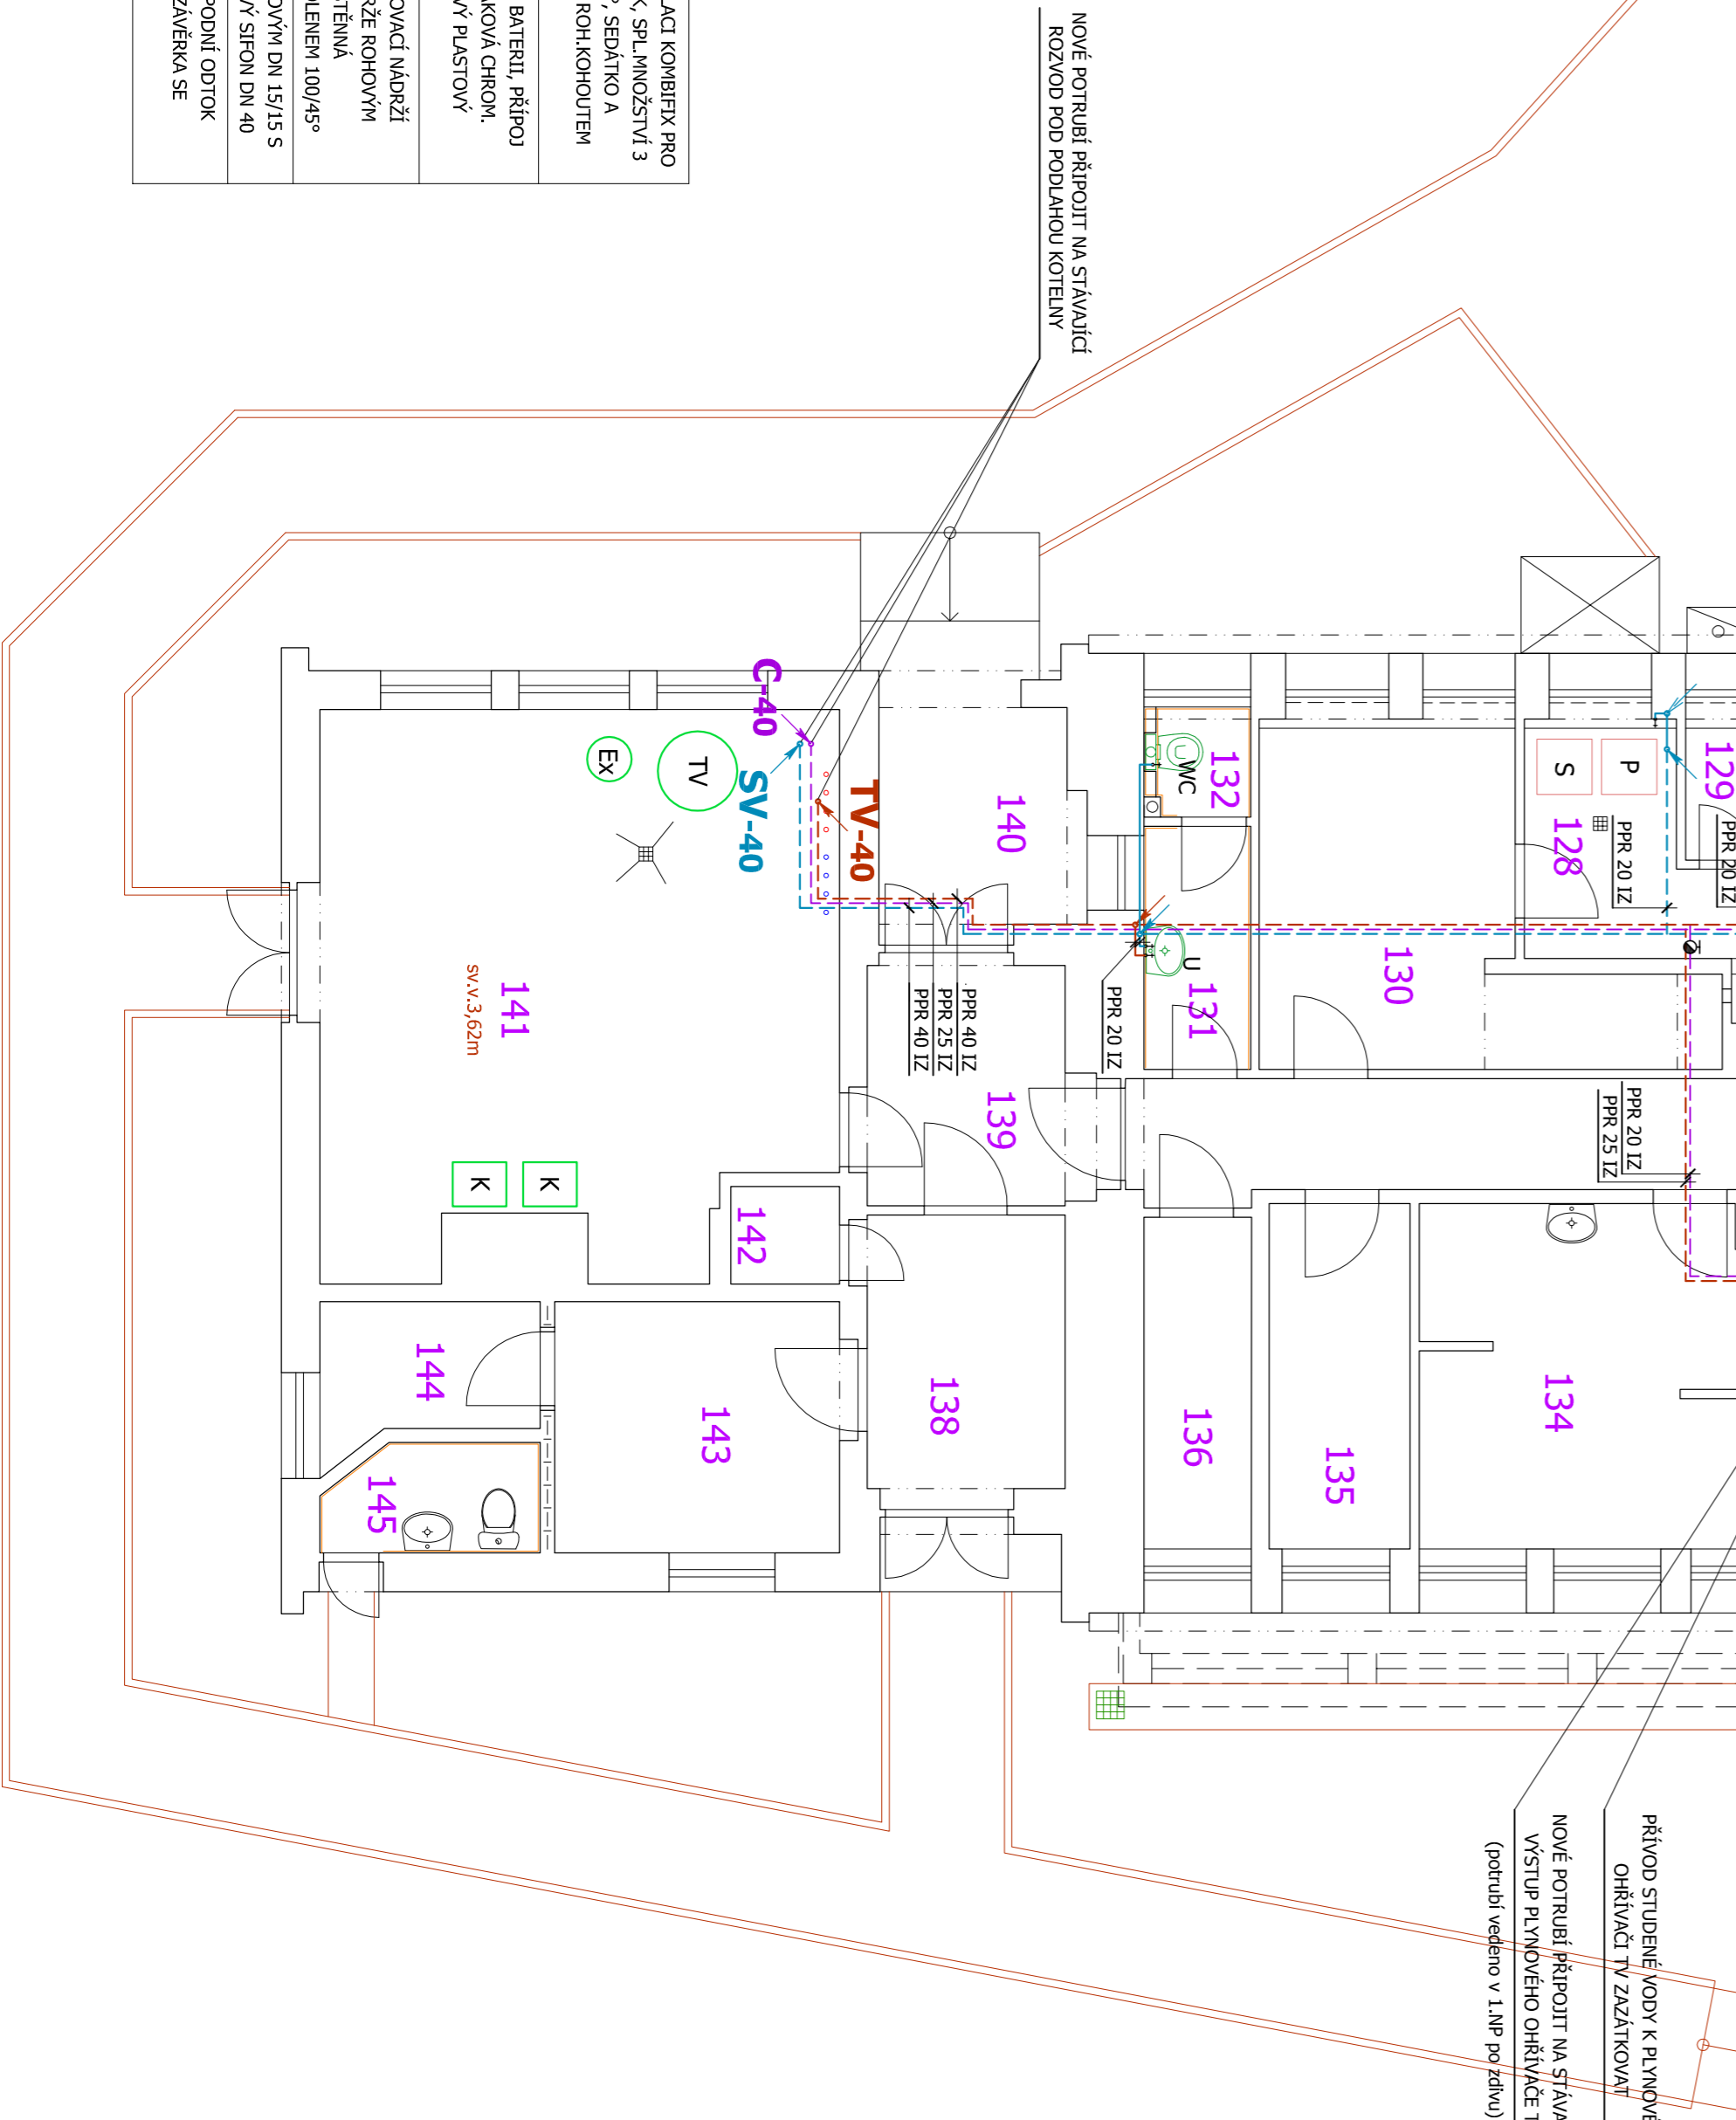 NOVÉ POTRUBÍ PŘIPOJIT NA STÁVAJÍCÍ
ROZVOD POD PODLAHOU KOTELNY
LACI KOMBIFIX PRO
K, SPL.MNOŽSTVÍ 3
P, SEDÁTKO A
ROH.KOHOUTEM
BATERII, PŘÍPOJ
ÁKOVÁ CHROM.
VÝ PLASTOVÝ
OVACÍ NÁDRŽÍ
RŽE ROHOVÝM
PTĚNNÁ
OLENEM 100/45°
OVÝM DN 15/15 S
VÝ SIFON DN 40
PODNÍ ODTOK
ZÁVĚRKA SE
129
PPR 20 IZ
P
S
PPR 20 IZ
128
132
WC
130
131
U
PPR 20 IZ
PPR 20 IZ
PPR 25 IZ
140
139
PPR 40 IZ
PPR 25 IZ
PPR 40 IZ
TV-40
C-40
SV-40
TV
Ex
141
sv.v.3,62m
K
K
142
134
135
136
138
143
144
145
PŘÍVOD STUDENÉ VODY K PLYNOVÉ
OHŘÍVAČI TV ZAZÁTKOVAT
NOVÉ POTRUBÍ PŘIPOJIT NA STÁVA
VÝSTUP PLYNOVÉHO OHŘÍVAČE T
(potrubí vedeno v 1.NP po zdivu)